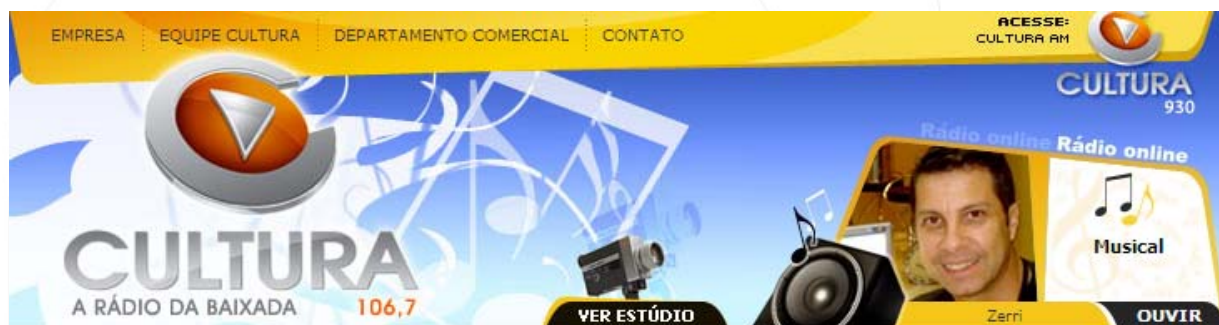 EMPRESA EQUIPE CULTURA DEPARTAMENTO COMERCIAL CONTATO
ACESSE:
CULTURA AM
CULTURA
930
Rádio online Rádio online
Musical
CULTURA
A RÁDIO DA BAIXADA 106,7
VER ESTÚDIO
Zerri
OUVIR